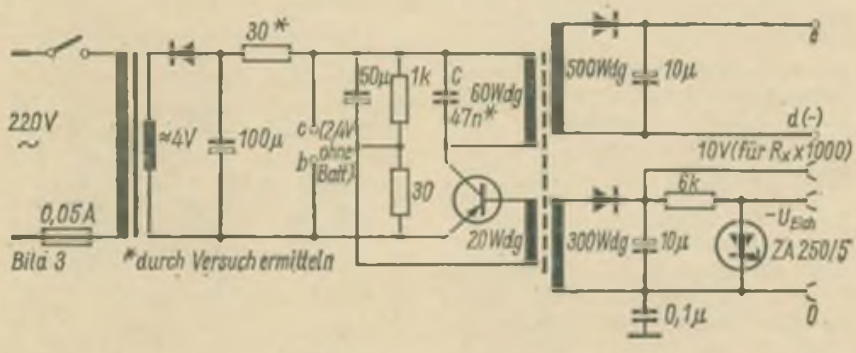 220V
~
0,05A
Bild 3
*durch Versuch ermitteln
≈4V
30*
100µ
c
(2,4V
ohne
Batt.)
b
50µ
1k
30
C
47n*
60Wdg
20Wdg
500Wdg
10µ
e
d(-)
10V(für Rx x1000)
6k
300Wdg
10µ
-UEich
ZA 250/5
0,1µ
0